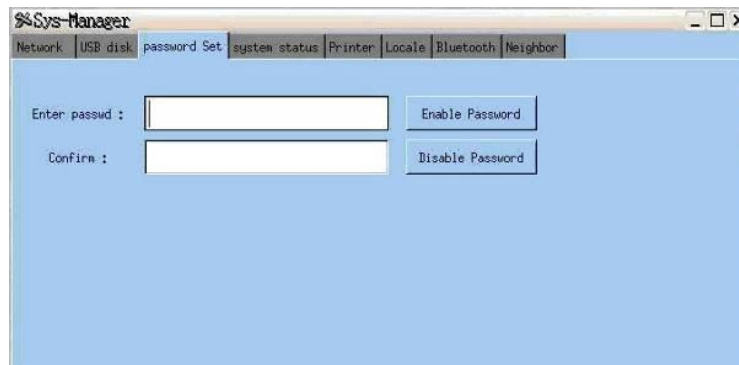 Sys-Manager
Network USB disk password Set system status Printer Locale Bluetooth Neighbor
Enter passwd : Enable Password
Confirm : Disable Password